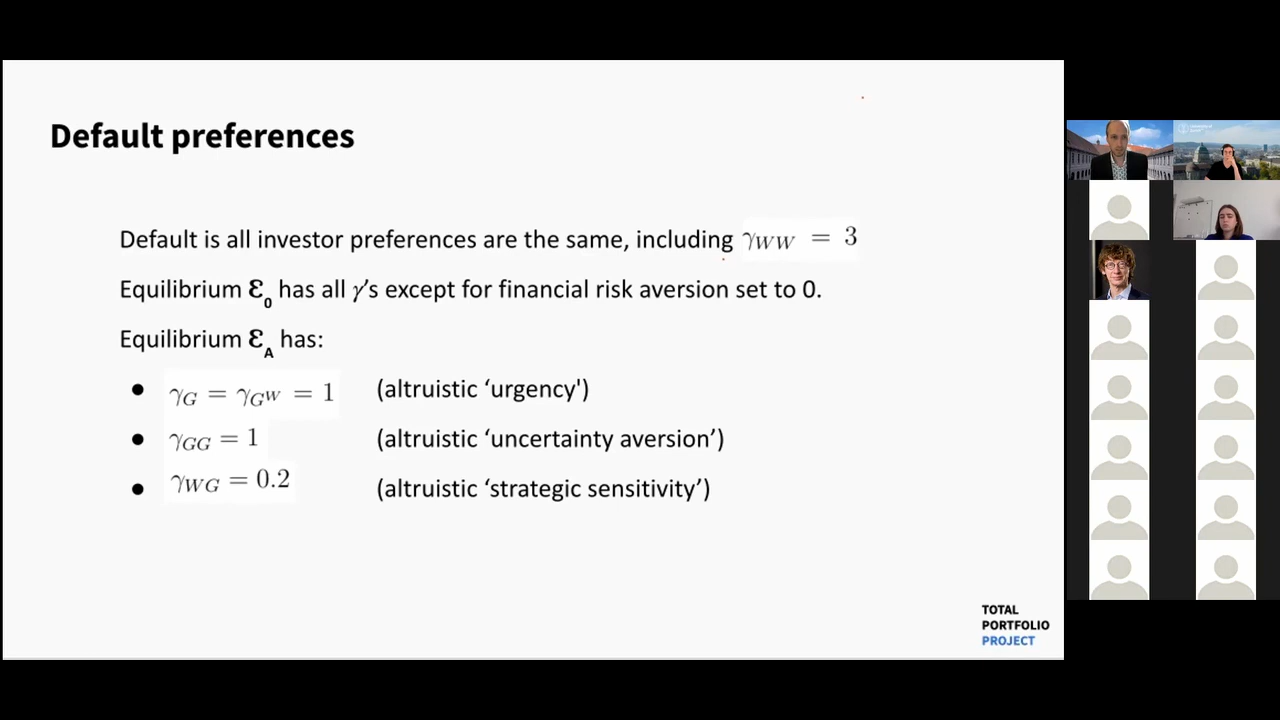 Default preferences
Default is all investor preferences are the same, including γWW = 3
Equilibrium Ɛ0 has all γ's except for financial risk aversion set to 0.
Equilibrium ƐA has:
● γG = γGW = 1 (altruistic ‘urgency')
● γGG = 1 (altruistic ‘uncertainty aversion’)
● γWG = 0.2 (altruistic ‘strategic sensitivity’)
TOTAL
PORTFOLIO
PROJECT